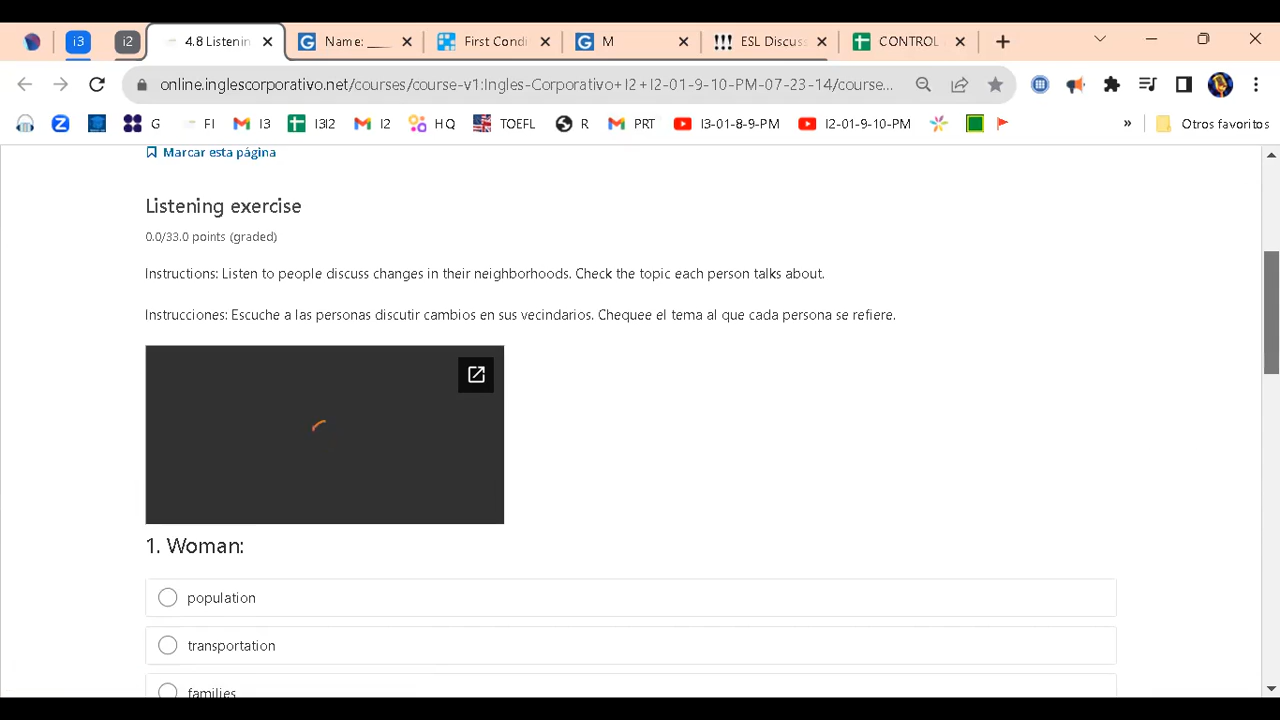 i3 i2 4.8 Listenin Name: ____ First Condi M ESL Discus CONTROL
online.inglescorporativo.net/courses/course-v1:Ingles-Corporativo+I2+I2-01-9-10-PM-07-23-14/course...
G FI I3 I3I2 I2 HQ TOEFL R PRT I3-01-8-9-PM I2-01-9-10-PM » Otros favoritos
Marcar esta página
Listening exercise
0.0/33.0 points (graded)
Instructions: Listen to people discuss changes in their neighborhoods. Check the topic each person talks about.
Instrucciones: Escuche a las personas discutir cambios en sus vecindarios. Chequee el tema al que cada persona se refiere.
1. Woman:
population
transportation
families